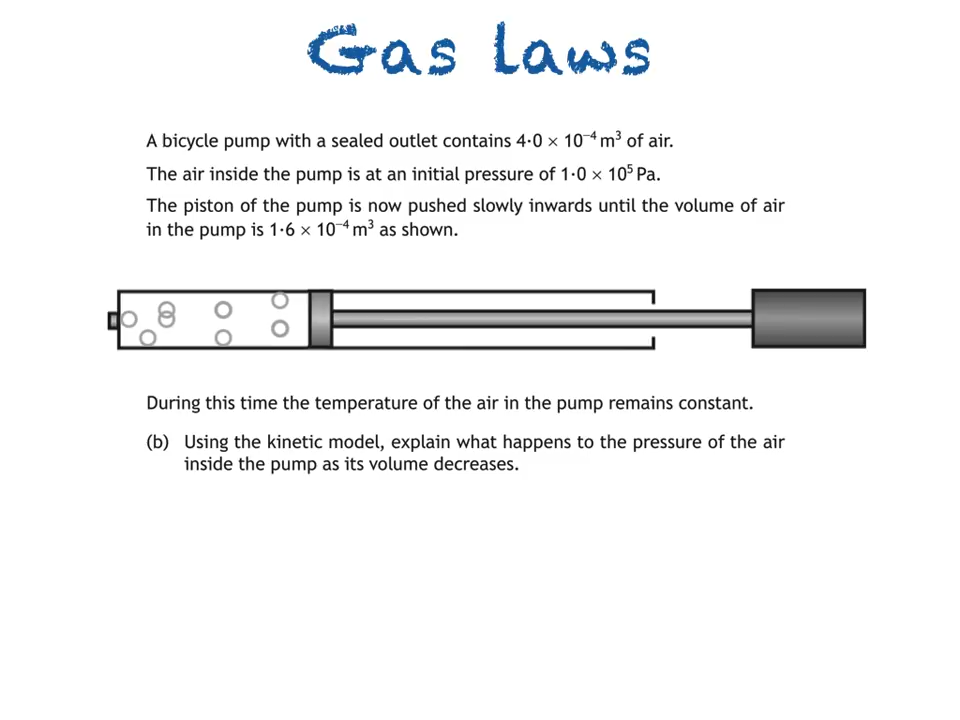 Gas laws
A bicycle pump with a sealed outlet contains 4·0 × 10⁻⁴ m³ of air.
The air inside the pump is at an initial pressure of 1·0 × 10⁵ Pa.
The piston of the pump is now pushed slowly inwards until the volume of air
in the pump is 1·6 × 10⁻⁴ m³ as shown.
During this time the temperature of the air in the pump remains constant.
(b) Using the kinetic model, explain what happens to the pressure of the air
inside the pump as its volume decreases.